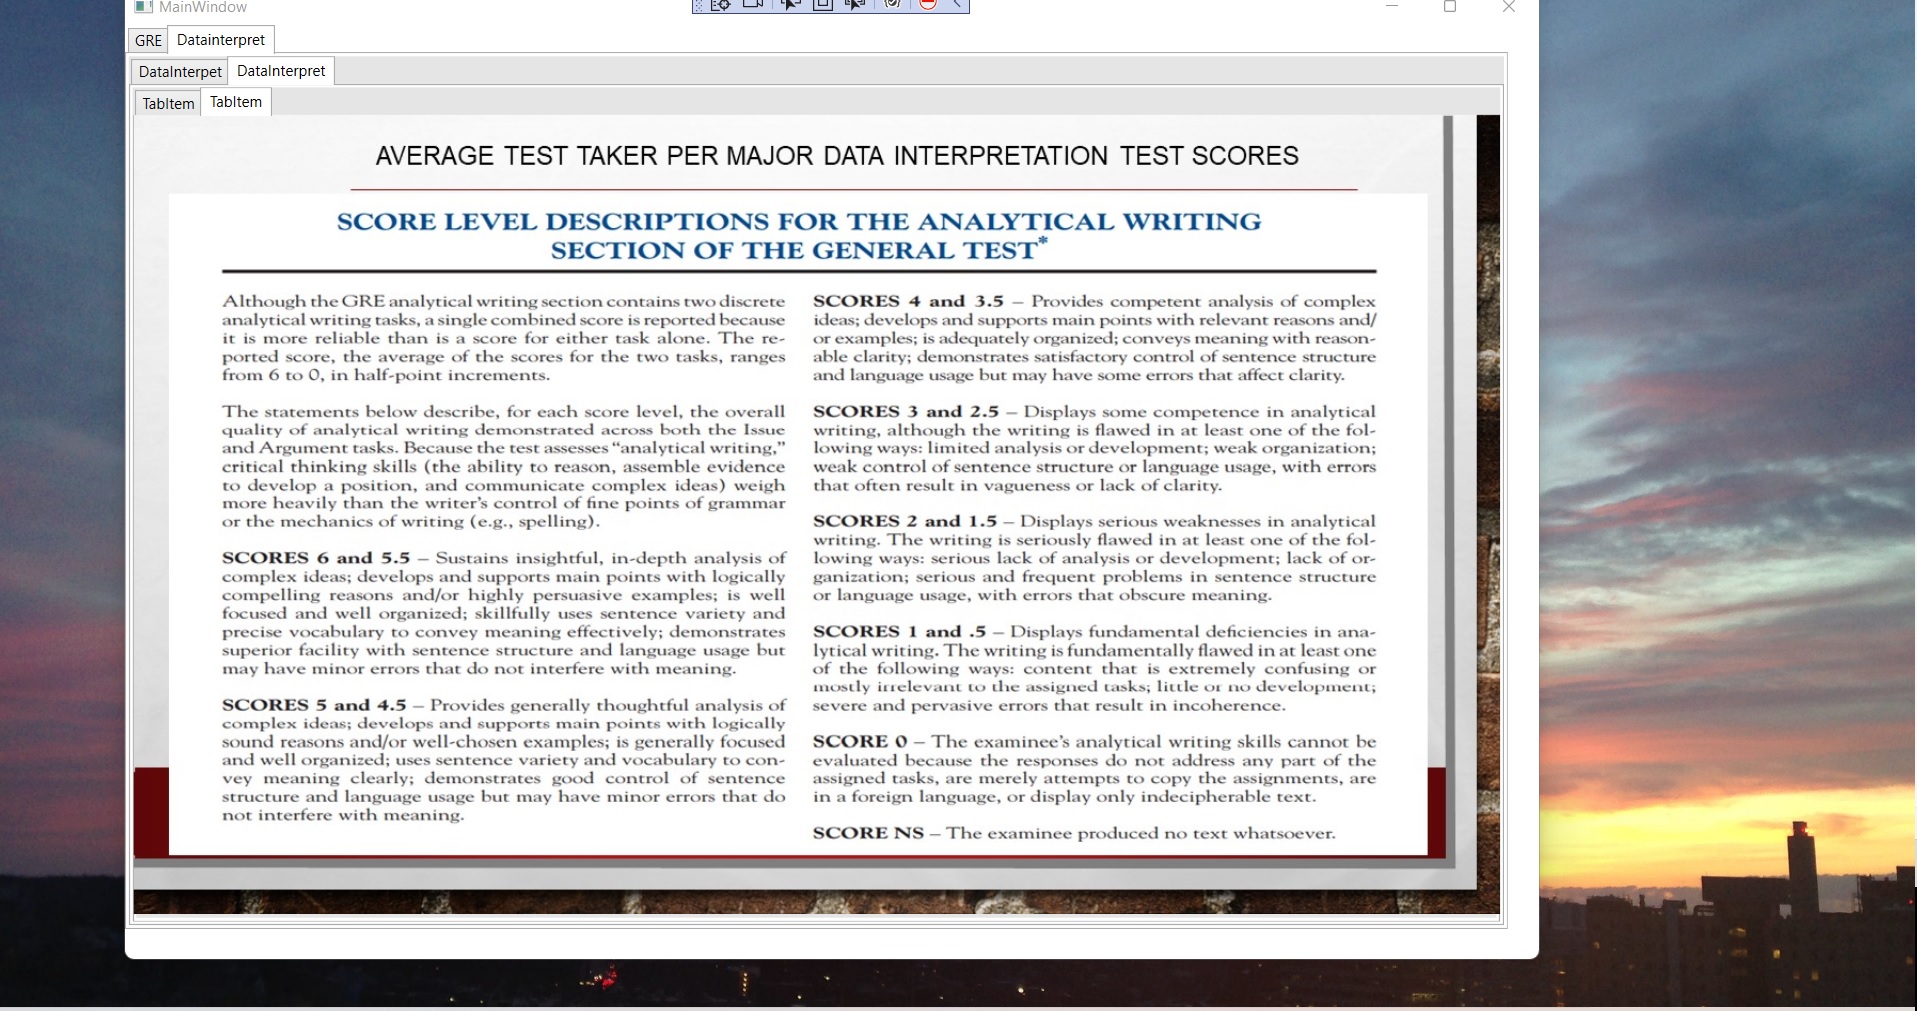 MainWindow
GRE
Datainterpret
DataInterpet
DataInterpret
TabItem
TabItem
AVERAGE TEST TAKER PER MAJOR DATA INTERPRETATION TEST SCORES
SCORE LEVEL DESCRIPTIONS FOR THE ANALYTICAL WRITING
SECTION OF THE GENERAL TEST*
Although the GRE analytical writing section contains two discrete
analytical writing tasks, a single combined score is reported because
it is more reliable than is a score for either task alone. The re-
ported score, the average of the scores for the two tasks, ranges
from 6 to 0, in half-point increments.
The statements below describe, for each score level, the overall
quality of analytical writing demonstrated across both the Issue
and Argument tasks. Because the test assesses “analytical writing,”
critical thinking skills (the ability to reason, assemble evidence
to develop a position, and communicate complex ideas) weigh
more heavily than the writer’s control of fine points of grammar
or the mechanics of writing (e.g., spelling).
SCORES 6 and 5.5 – Sustains insightful, in-depth analysis of
complex ideas; develops and supports main points with logically
compelling reasons and/or highly persuasive examples; is well
focused and well organized; skillfully uses sentence variety and
precise vocabulary to convey meaning effectively; demonstrates
superior facility with sentence structure and language usage but
may have minor errors that do not interfere with meaning.
SCORES 5 and 4.5 – Provides generally thoughtful analysis of
complex ideas; develops and supports main points with logically
sound reasons and/or well-chosen examples; is generally focused
and well organized; uses sentence variety and vocabulary to con-
vey meaning clearly; demonstrates good control of sentence
structure and language usage but may have minor errors that do
not interfere with meaning.
SCORES 4 and 3.5 – Provides competent analysis of complex
ideas; develops and supports main points with relevant reasons and/
or examples; is adequately organized; conveys meaning with reason-
able clarity; demonstrates satisfactory control of sentence structure
and language usage but may have some errors that affect clarity.
SCORES 3 and 2.5 – Displays some competence in analytical
writing, although the writing is flawed in at least one of the fol-
lowing ways: limited analysis or development; weak organization;
weak control of sentence structure or language usage, with errors
that often result in vagueness or lack of clarity.
SCORES 2 and 1.5 – Displays serious weaknesses in analytical
writing. The writing is seriously flawed in at least one of the fol-
lowing ways: serious lack of analysis or development; lack of or-
ganization; serious and frequent problems in sentence structure
or language usage, with errors that obscure meaning.
SCORES 1 and .5 – Displays fundamental deficiencies in ana-
lytical writing. The writing is fundamentally flawed in at least one
of the following ways: content that is extremely confusing or
mostly irrelevant to the assigned tasks; little or no development;
severe and pervasive errors that result in incoherence.
SCORE 0 – The examinee’s analytical writing skills cannot be
evaluated because the responses do not address any part of the
assigned tasks, are merely attempts to copy the assignments, are
in a foreign language, or display only indecipherable text.
SCORE NS – The examinee produced no text whatsoever.